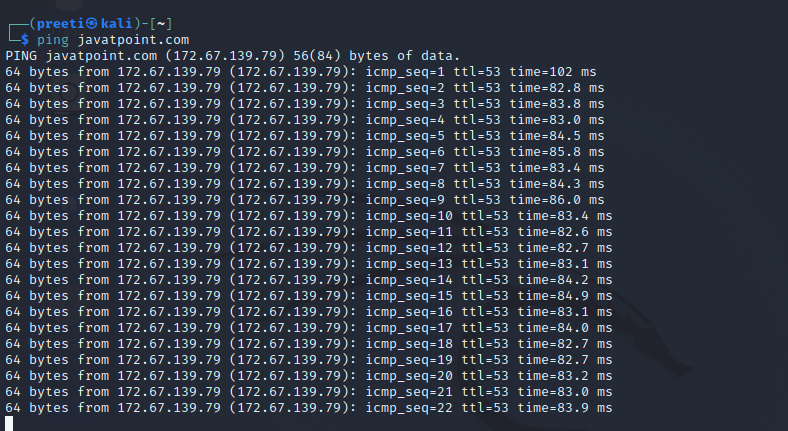 ┌──(preeti㉿kali)-[~]
└─$ ping javatpoint.com
PING javatpoint.com (172.67.139.79) 56(84) bytes of data.
64 bytes from 172.67.139.79 (172.67.139.79): icmp_seq=1 ttl=53 time=102 ms
64 bytes from 172.67.139.79 (172.67.139.79): icmp_seq=2 ttl=53 time=82.8 ms
64 bytes from 172.67.139.79 (172.67.139.79): icmp_seq=3 ttl=53 time=83.8 ms
64 bytes from 172.67.139.79 (172.67.139.79): icmp_seq=4 ttl=53 time=83.0 ms
64 bytes from 172.67.139.79 (172.67.139.79): icmp_seq=5 ttl=53 time=84.5 ms
64 bytes from 172.67.139.79 (172.67.139.79): icmp_seq=6 ttl=53 time=85.8 ms
64 bytes from 172.67.139.79 (172.67.139.79): icmp_seq=7 ttl=53 time=83.4 ms
64 bytes from 172.67.139.79 (172.67.139.79): icmp_seq=8 ttl=53 time=84.3 ms
64 bytes from 172.67.139.79 (172.67.139.79): icmp_seq=9 ttl=53 time=86.0 ms
64 bytes from 172.67.139.79 (172.67.139.79): icmp_seq=10 ttl=53 time=83.4 ms
64 bytes from 172.67.139.79 (172.67.139.79): icmp_seq=11 ttl=53 time=82.6 ms
64 bytes from 172.67.139.79 (172.67.139.79): icmp_seq=12 ttl=53 time=82.7 ms
64 bytes from 172.67.139.79 (172.67.139.79): icmp_seq=13 ttl=53 time=83.1 ms
64 bytes from 172.67.139.79 (172.67.139.79): icmp_seq=14 ttl=53 time=84.2 ms
64 bytes from 172.67.139.79 (172.67.139.79): icmp_seq=15 ttl=53 time=84.9 ms
64 bytes from 172.67.139.79 (172.67.139.79): icmp_seq=16 ttl=53 time=83.1 ms
64 bytes from 172.67.139.79 (172.67.139.79): icmp_seq=17 ttl=53 time=84.0 ms
64 bytes from 172.67.139.79 (172.67.139.79): icmp_seq=18 ttl=53 time=82.7 ms
64 bytes from 172.67.139.79 (172.67.139.79): icmp_seq=19 ttl=53 time=82.7 ms
64 bytes from 172.67.139.79 (172.67.139.79): icmp_seq=20 ttl=53 time=83.2 ms
64 bytes from 172.67.139.79 (172.67.139.79): icmp_seq=21 ttl=53 time=83.0 ms
64 bytes from 172.67.139.79 (172.67.139.79): icmp_seq=22 ttl=53 time=83.9 ms